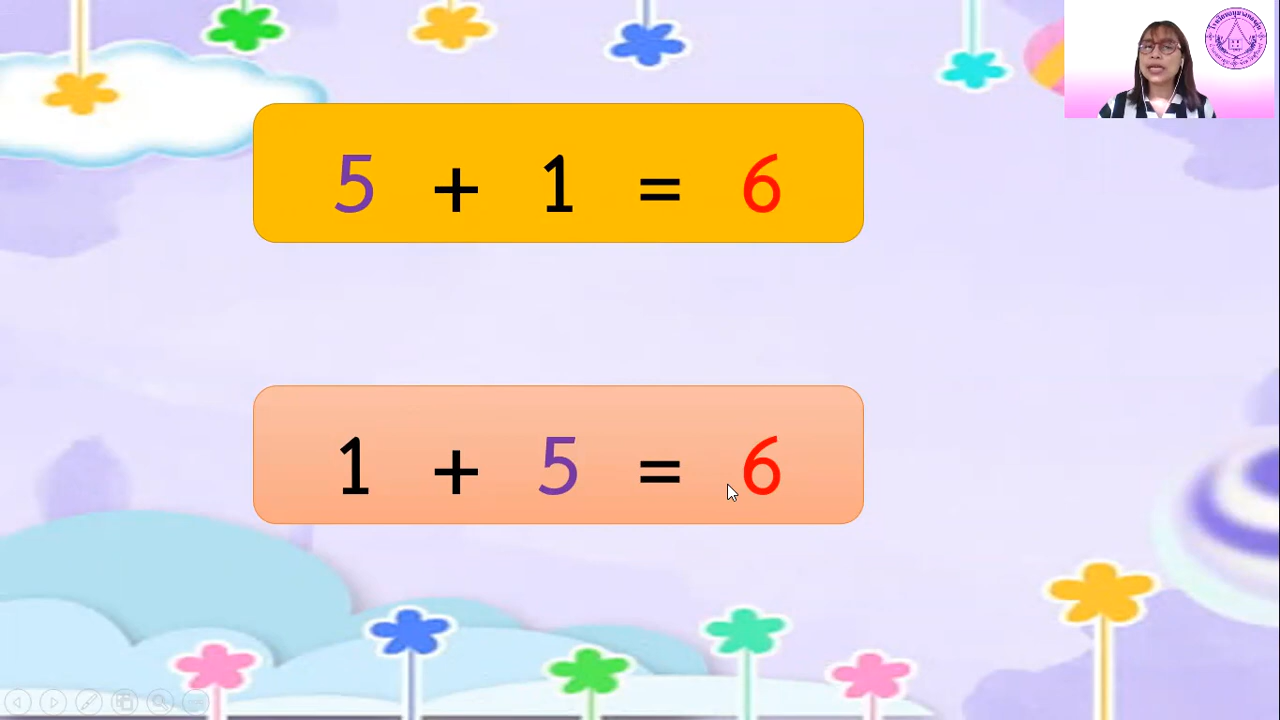 5 + 1 = 6
1 + 5 = 6